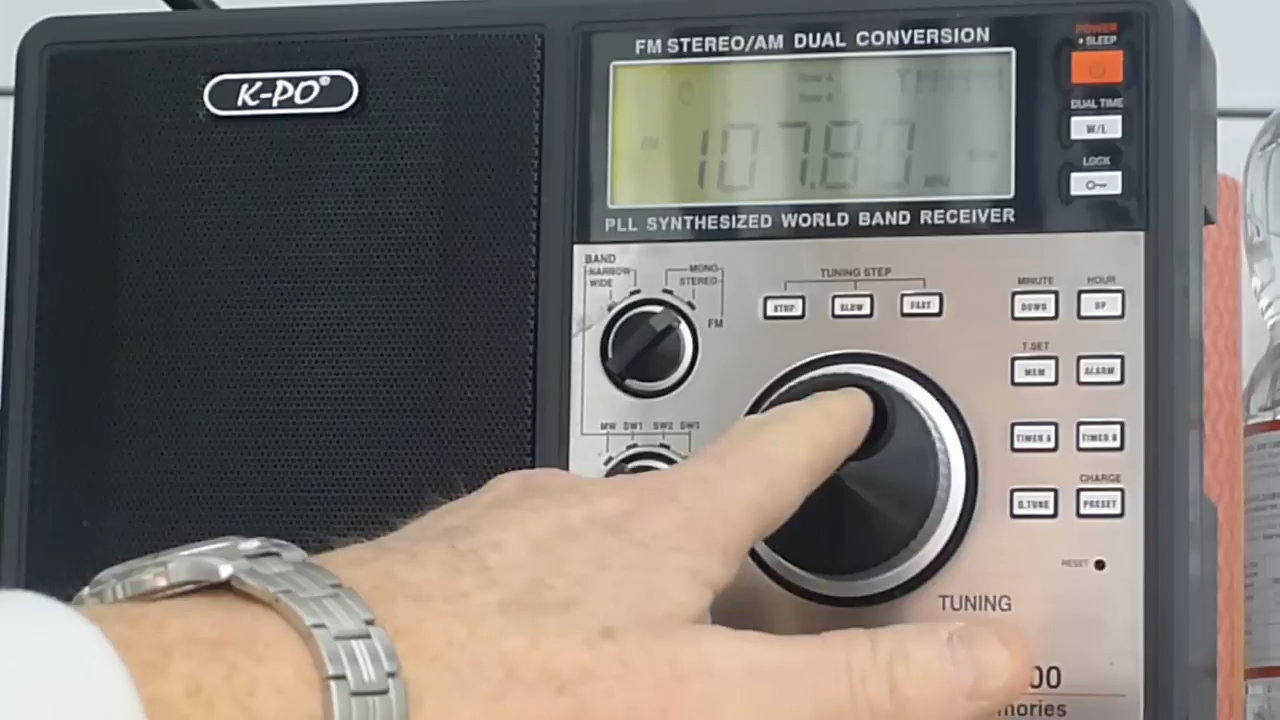 K-PO®
FM STEREO/AM DUAL CONVERSION
107.80
PLL SYNTHESIZED WORLD BAND RECEIVER
POWER
• SLEEP
DUAL TIME
W/L
LOCK
BAND
NARROW
WIDE
MONO
STEREO
FM
TUNING STEP
STOP
SLOW
FAST
MINUTE
HOUR
DOWN
UP
T.SET
MEM
ALARM
TIMER A
TIMER B
CHARGE
PRESET
RESET
MW SW1 SW2 SW3
TUNING
00
mories